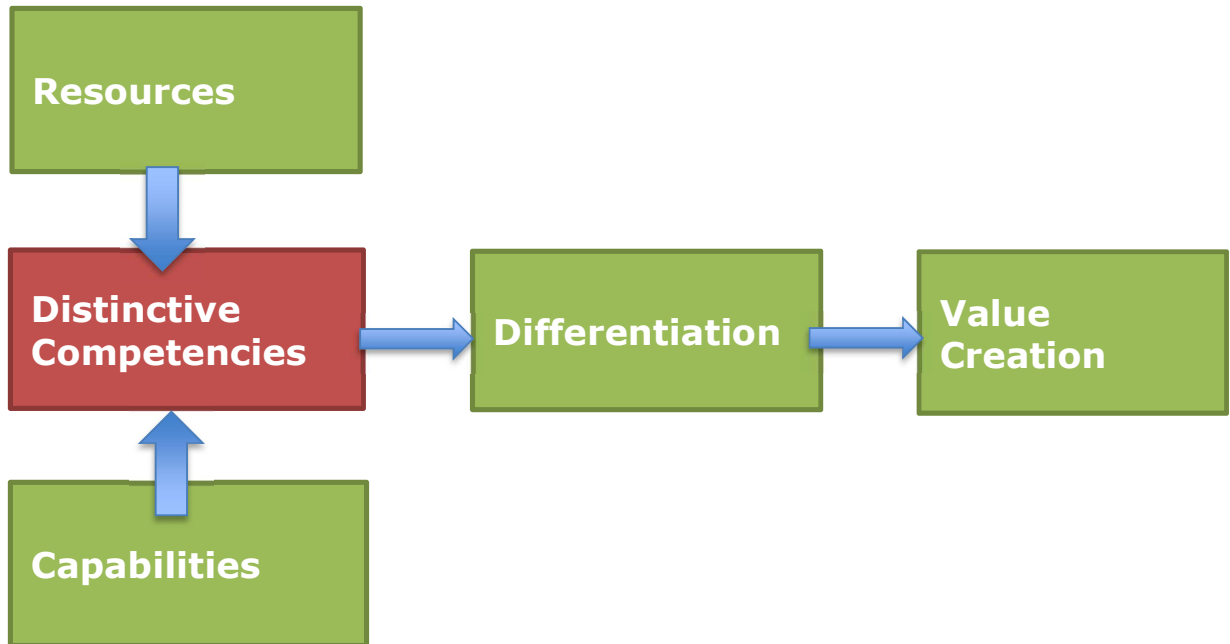 Resources
Distinctive
Competencies
Differentiation
Value
Creation
Capabilities